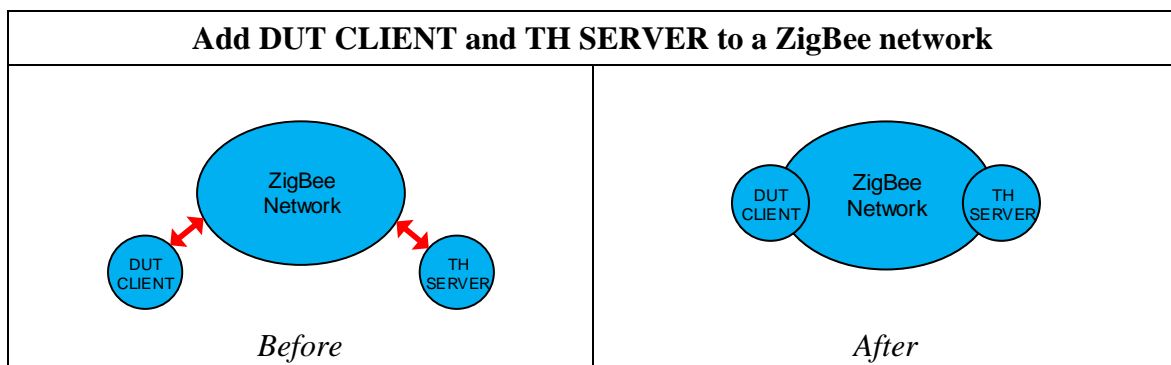 Add DUT CLIENT and TH SERVER to a ZigBee network
ZigBee
Network
DUT
CLIENT
TH
SERVER
Before
DUT
CLIENT
ZigBee
Network
TH
SERVER
After